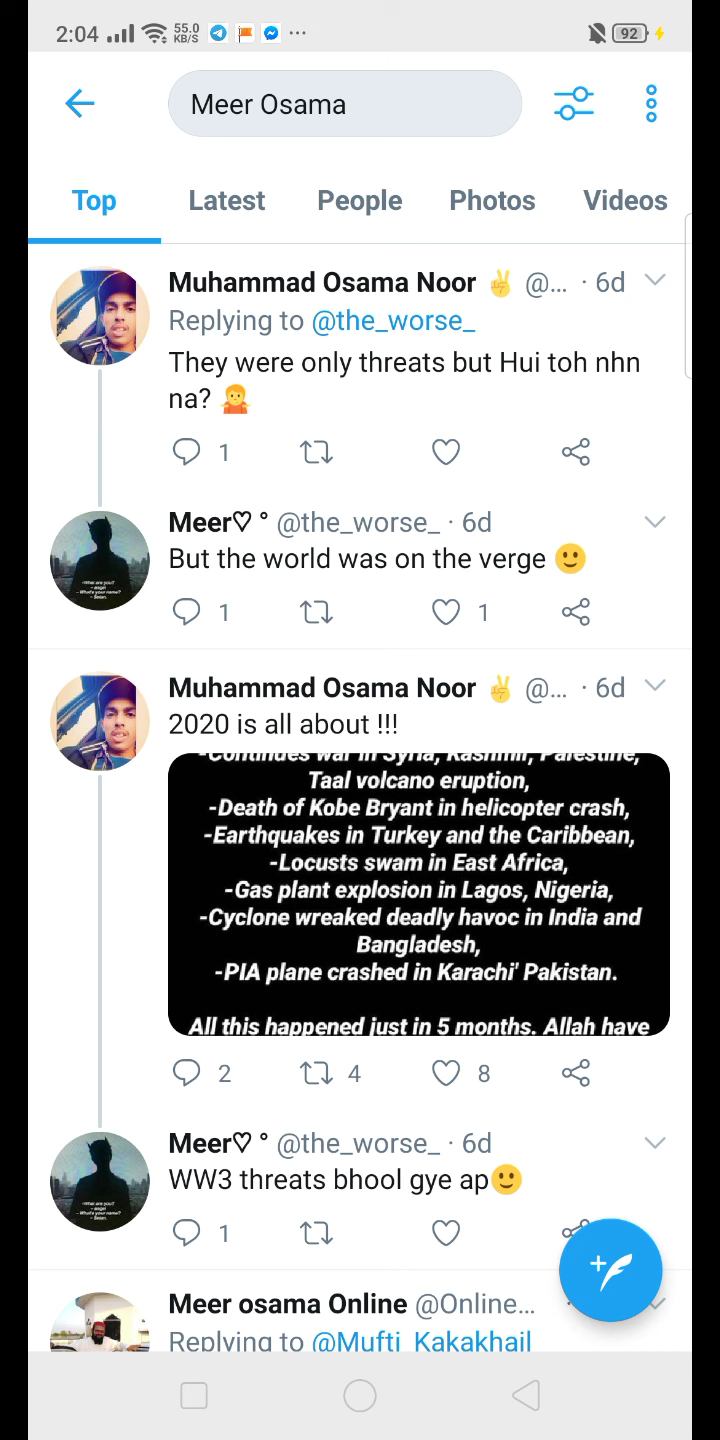 2:04 55.0 KB/S 92
Meer Osama
Top Latest People Photos Videos
Muhammad Osama Noor ✌ @... · 6d
Replying to @the_worse_
They were only threats but Hui toh nhn
na? 🤷
1
Meer♡ ° @the_worse_ · 6d
But the world was on the verge 🙂
1 1
Muhammad Osama Noor ✌ @... · 6d
2020 is all about !!!
-Continues war in Syria, Kashmir, Palestine,
Taal volcano eruption,
-Death of Kobe Bryant in helicopter crash,
-Earthquakes in Turkey and the Caribbean,
-Locusts swam in East Africa,
-Gas plant explosion in Lagos, Nigeria,
-Cyclone wreaked deadly havoc in India and
Bangladesh,
-PIA plane crashed in Karachi' Pakistan.
All this happened just in 5 months. Allah have
2 4 8
Meer♡ ° @the_worse_ · 6d
WW3 threats bhool gye ap🙂
1
Meer osama Online @Online... ·
Replying to @Mufti_Kakakhail